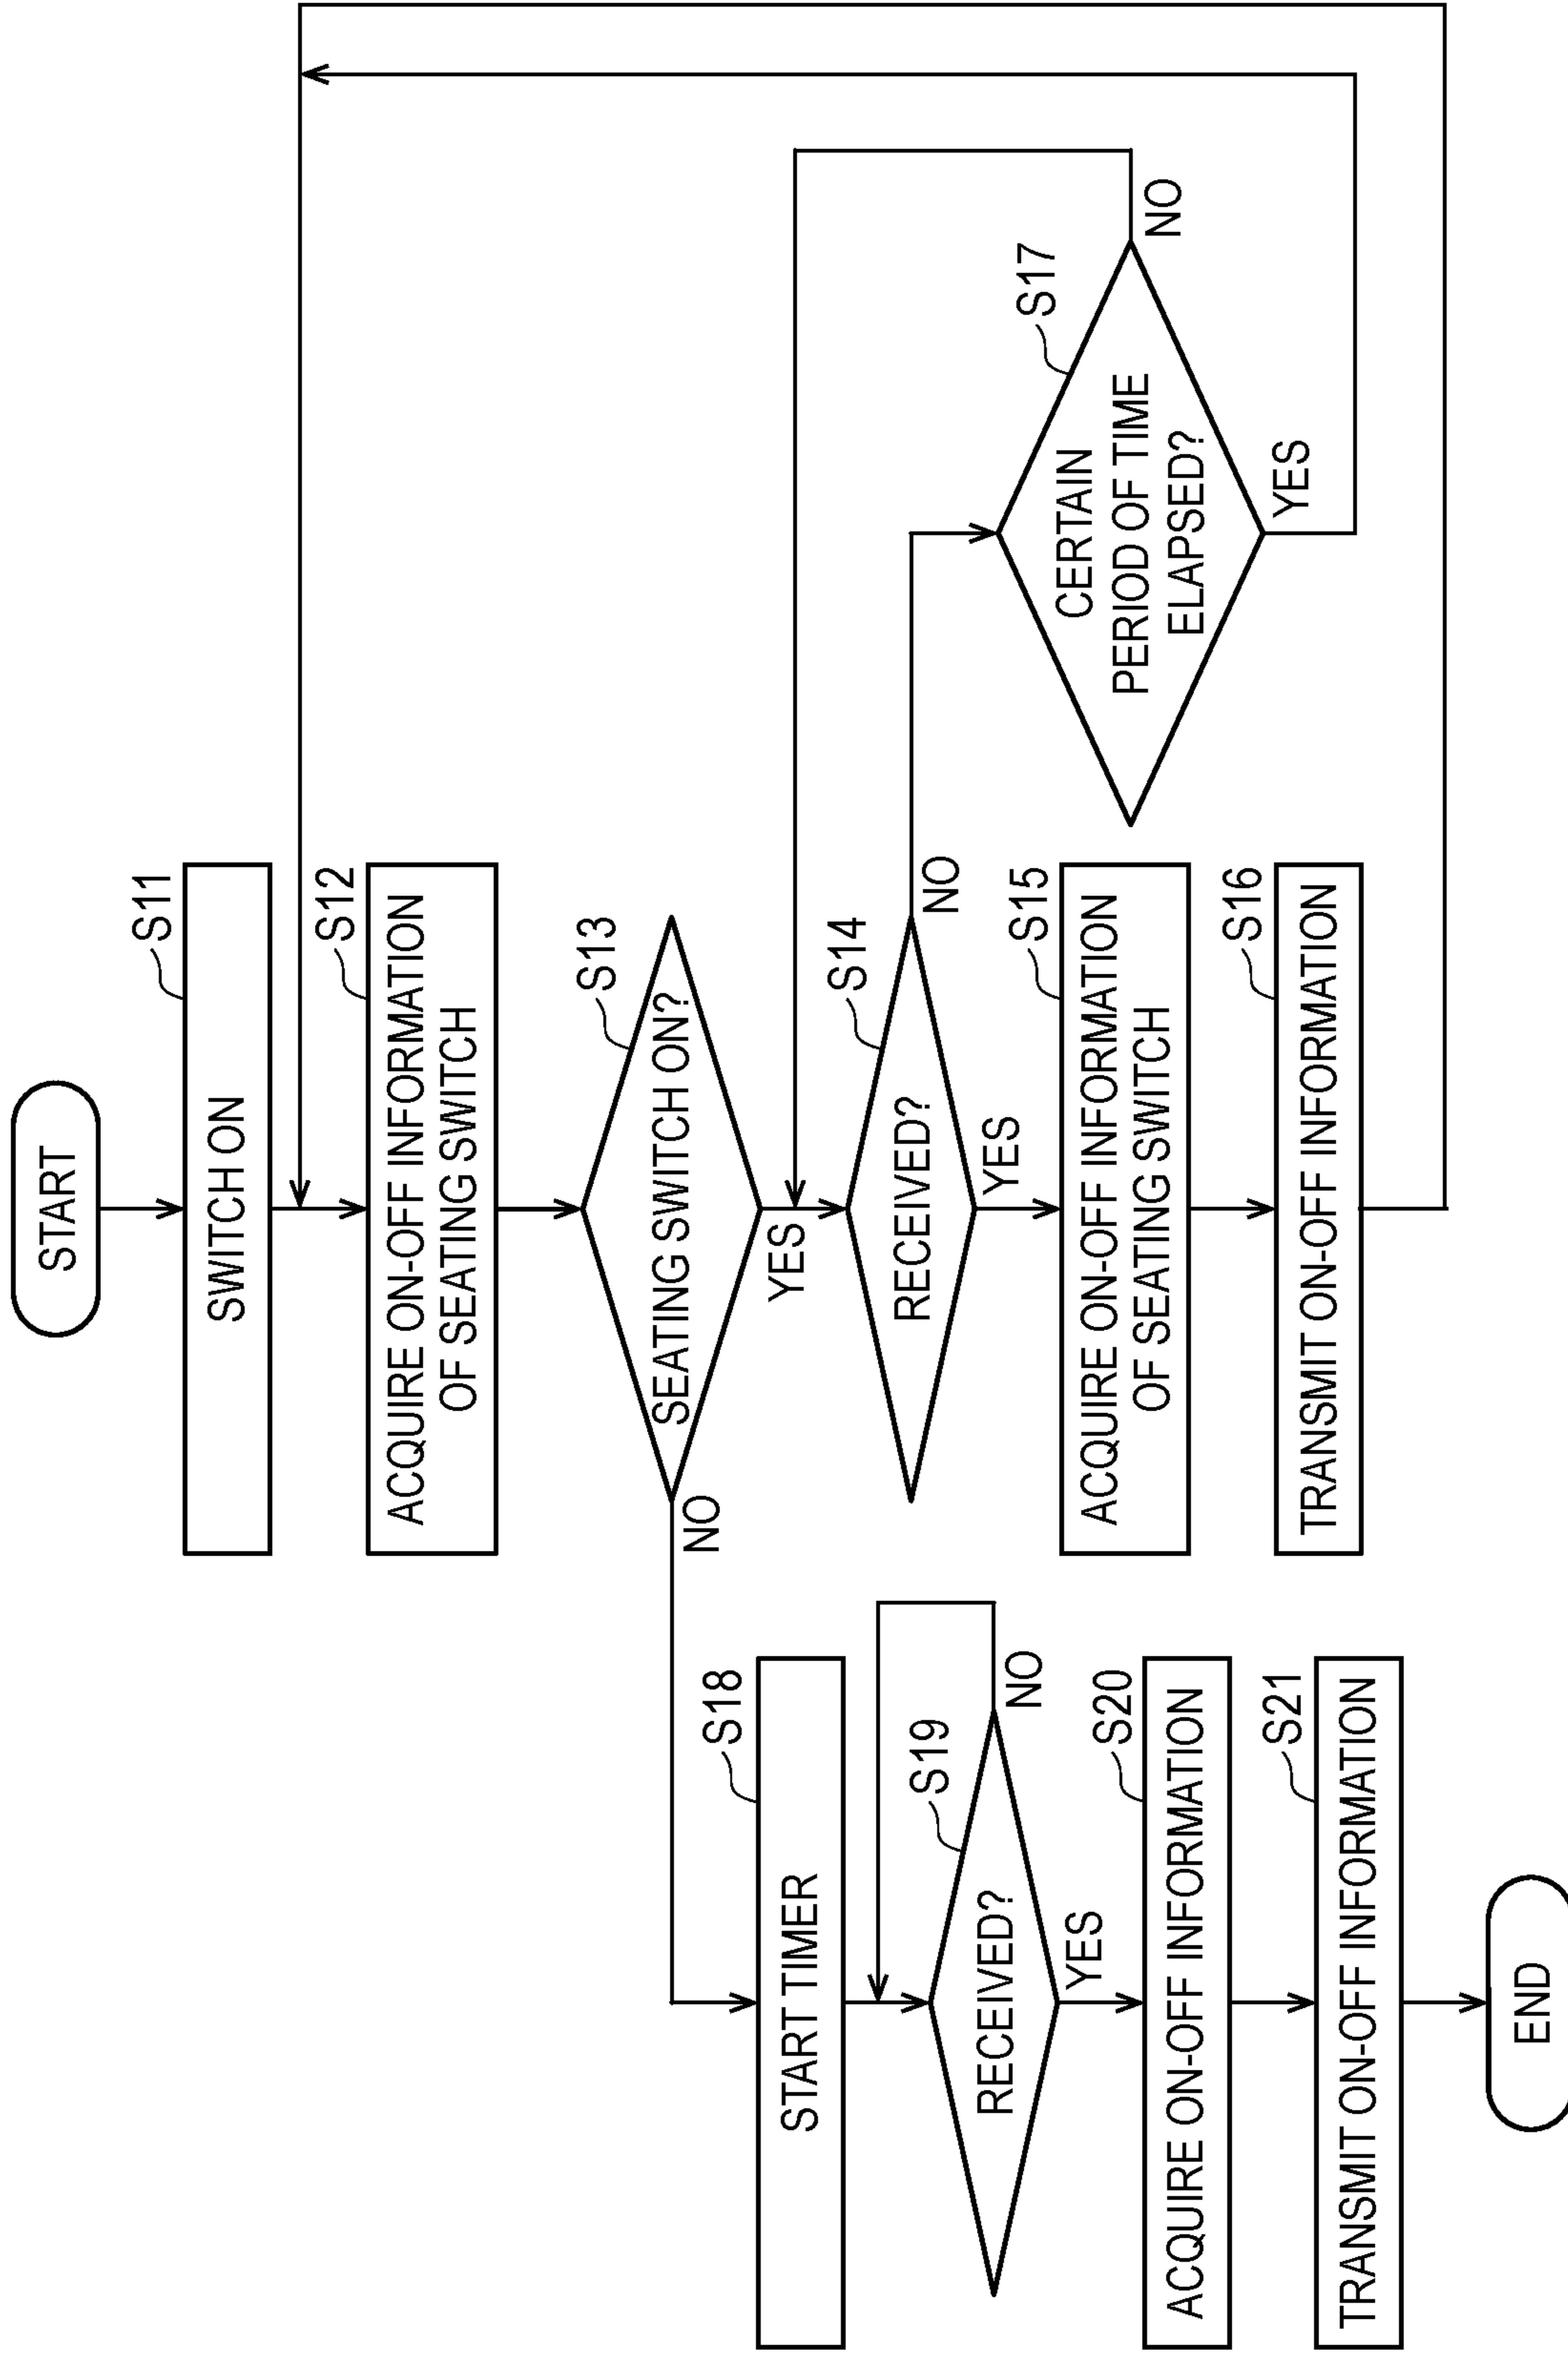 START
S11
SWITCH ON
S12
ACQUIRE ON-OFF INFORMATION
OF SEATING SWITCH
S13
SEATING SWITCH ON?
NO
YES
S14
RECEIVED?
NO
YES
S17
CERTAIN
PERIOD OF TIME
ELAPSED?
NO
YES
S15
ACQUIRE ON-OFF INFORMATION
OF SEATING SWITCH
S16
TRANSMIT ON-OFF INFORMATION
S18
START TIMER
S19
RECEIVED?
NO
YES
S20
ACQUIRE ON-OFF INFORMATION
S21
TRANSMIT ON-OFF INFORMATION
END